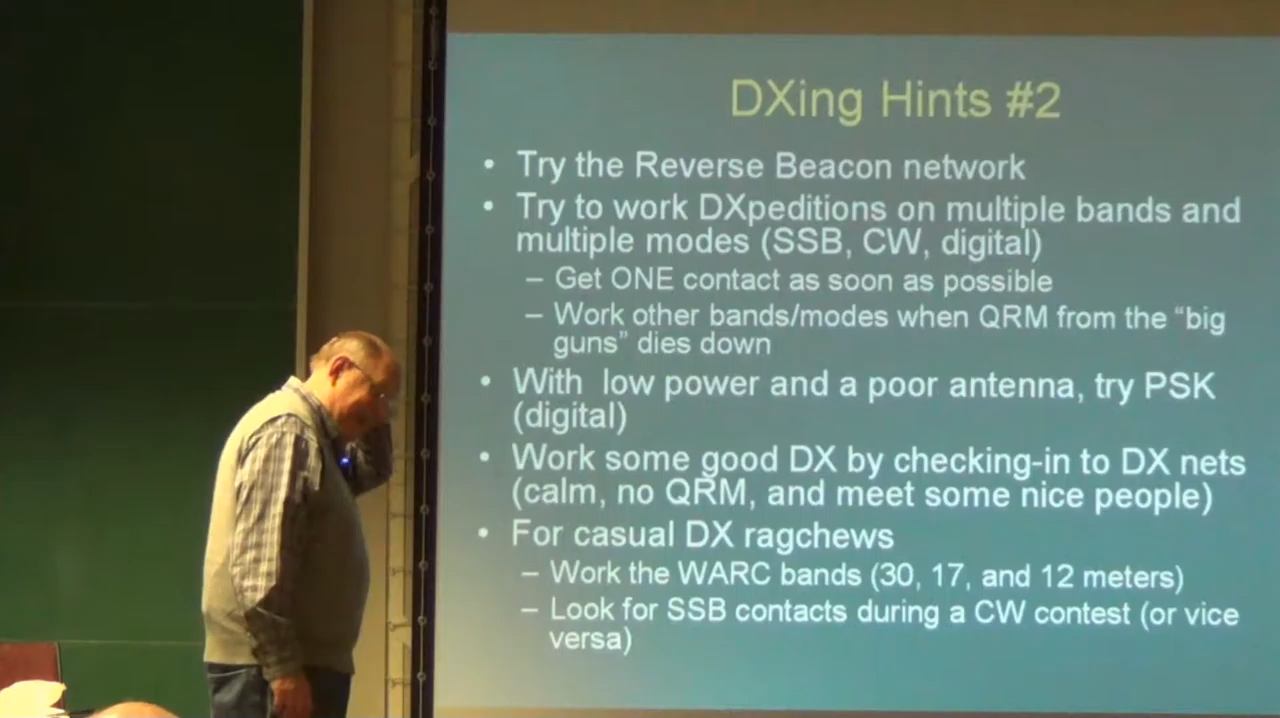 DXing Hints #2
• Try the Reverse Beacon network
• Try to work DXpeditions on multiple bands and
multiple modes (SSB, CW, digital)
– Get ONE contact as soon as possible
– Work other bands/modes when QRM from the “big
guns” dies down
• With low power and a poor antenna, try PSK
(digital)
• Work some good DX by checking-in to DX nets
(calm, no QRM, and meet some nice people)
• For casual DX ragchews
– Work the WARC bands (30, 17, and 12 meters)
– Look for SSB contacts during a CW contest (or vice
versa)